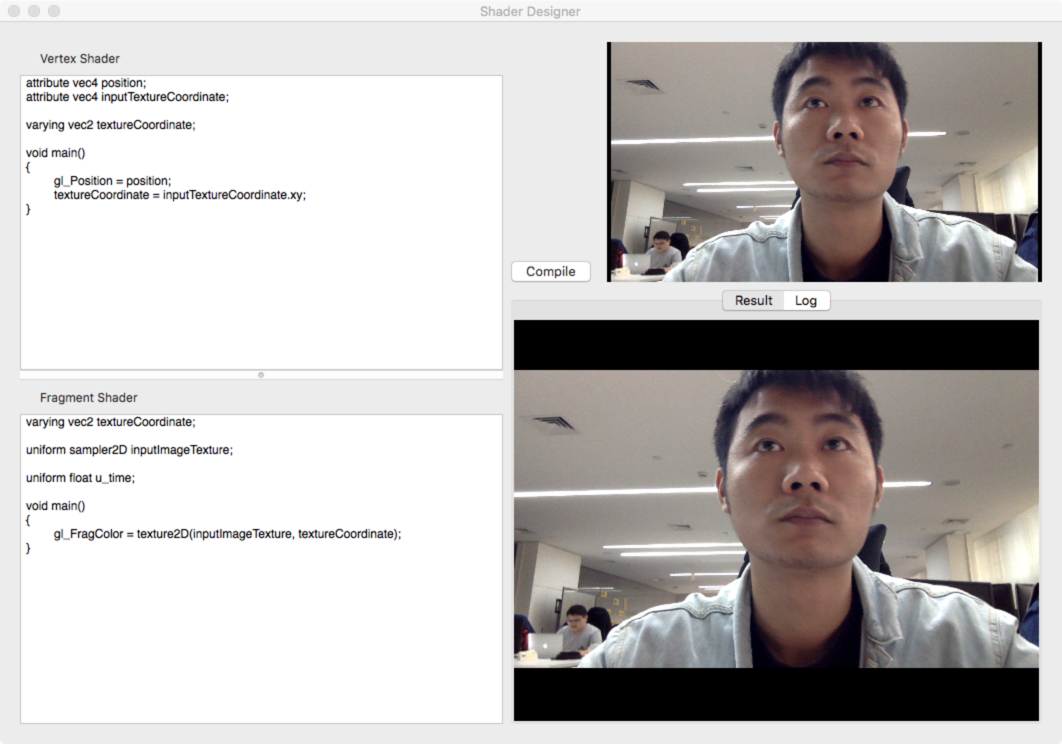 Shader Designer
Vertex Shader
attribute vec4 position;
attribute vec4 inputTextureCoordinate;
varying vec2 textureCoordinate;
void main()
{
gl_Position = position;
textureCoordinate = inputTextureCoordinate.xy;
}
Compile
Result Log
Fragment Shader
varying vec2 textureCoordinate;
uniform sampler2D inputImageTexture;
uniform float u_time;
void main()
{
gl_FragColor = texture2D(inputImageTexture, textureCoordinate);
}